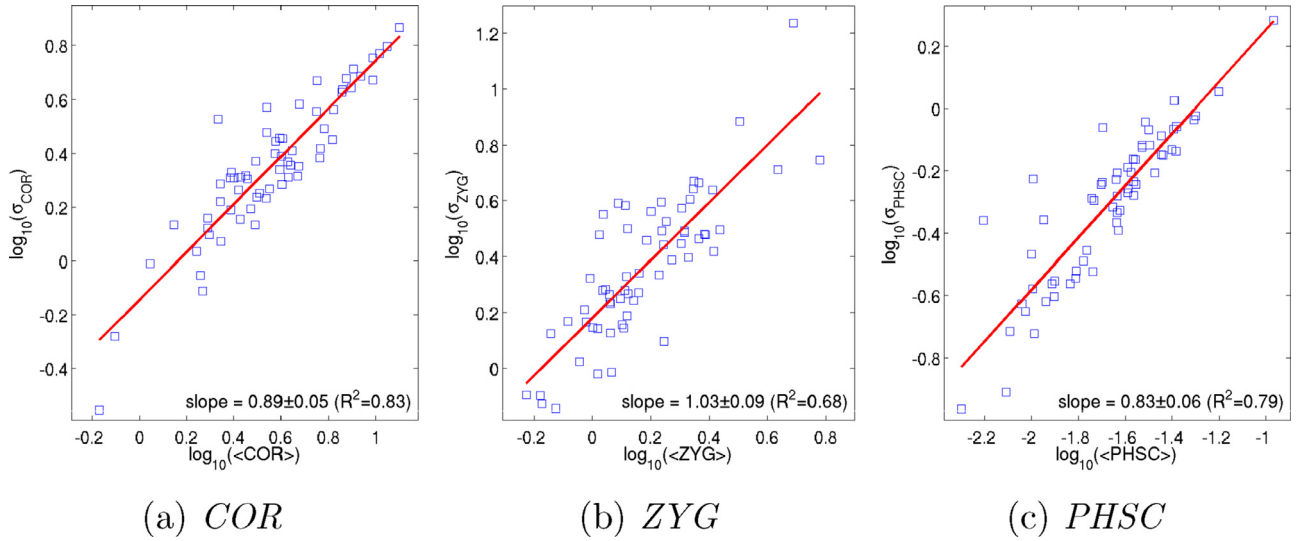 0.8
0.6
0.4
0.2
0
-0.2
-0.4
log10(σCOR)
slope = 0.89±0.05 (R²=0.83)
-0.2 0 0.2 0.4 0.6 0.8 1
log10(<COR>)
(a) COR
1.2
1
0.8
0.6
0.4
0.2
0
log10(σZYG)
slope = 1.03±0.09 (R²=0.68)
-0.2 0 0.2 0.4 0.6 0.8
log10(<ZYG>)
(b) ZYG
0.2
0
-0.2
-0.4
-0.6
-0.8
log10(σPHSC)
slope = 0.83±0.06 (R²=0.79)
-2.2 -2 -1.8 -1.6 -1.4 -1.2 -1
log10(<PHSC>)
(c) PHSC